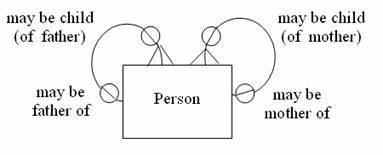 may be child
(of father)
may be child
(of mother)
may be
father of
Person
may be
mother of